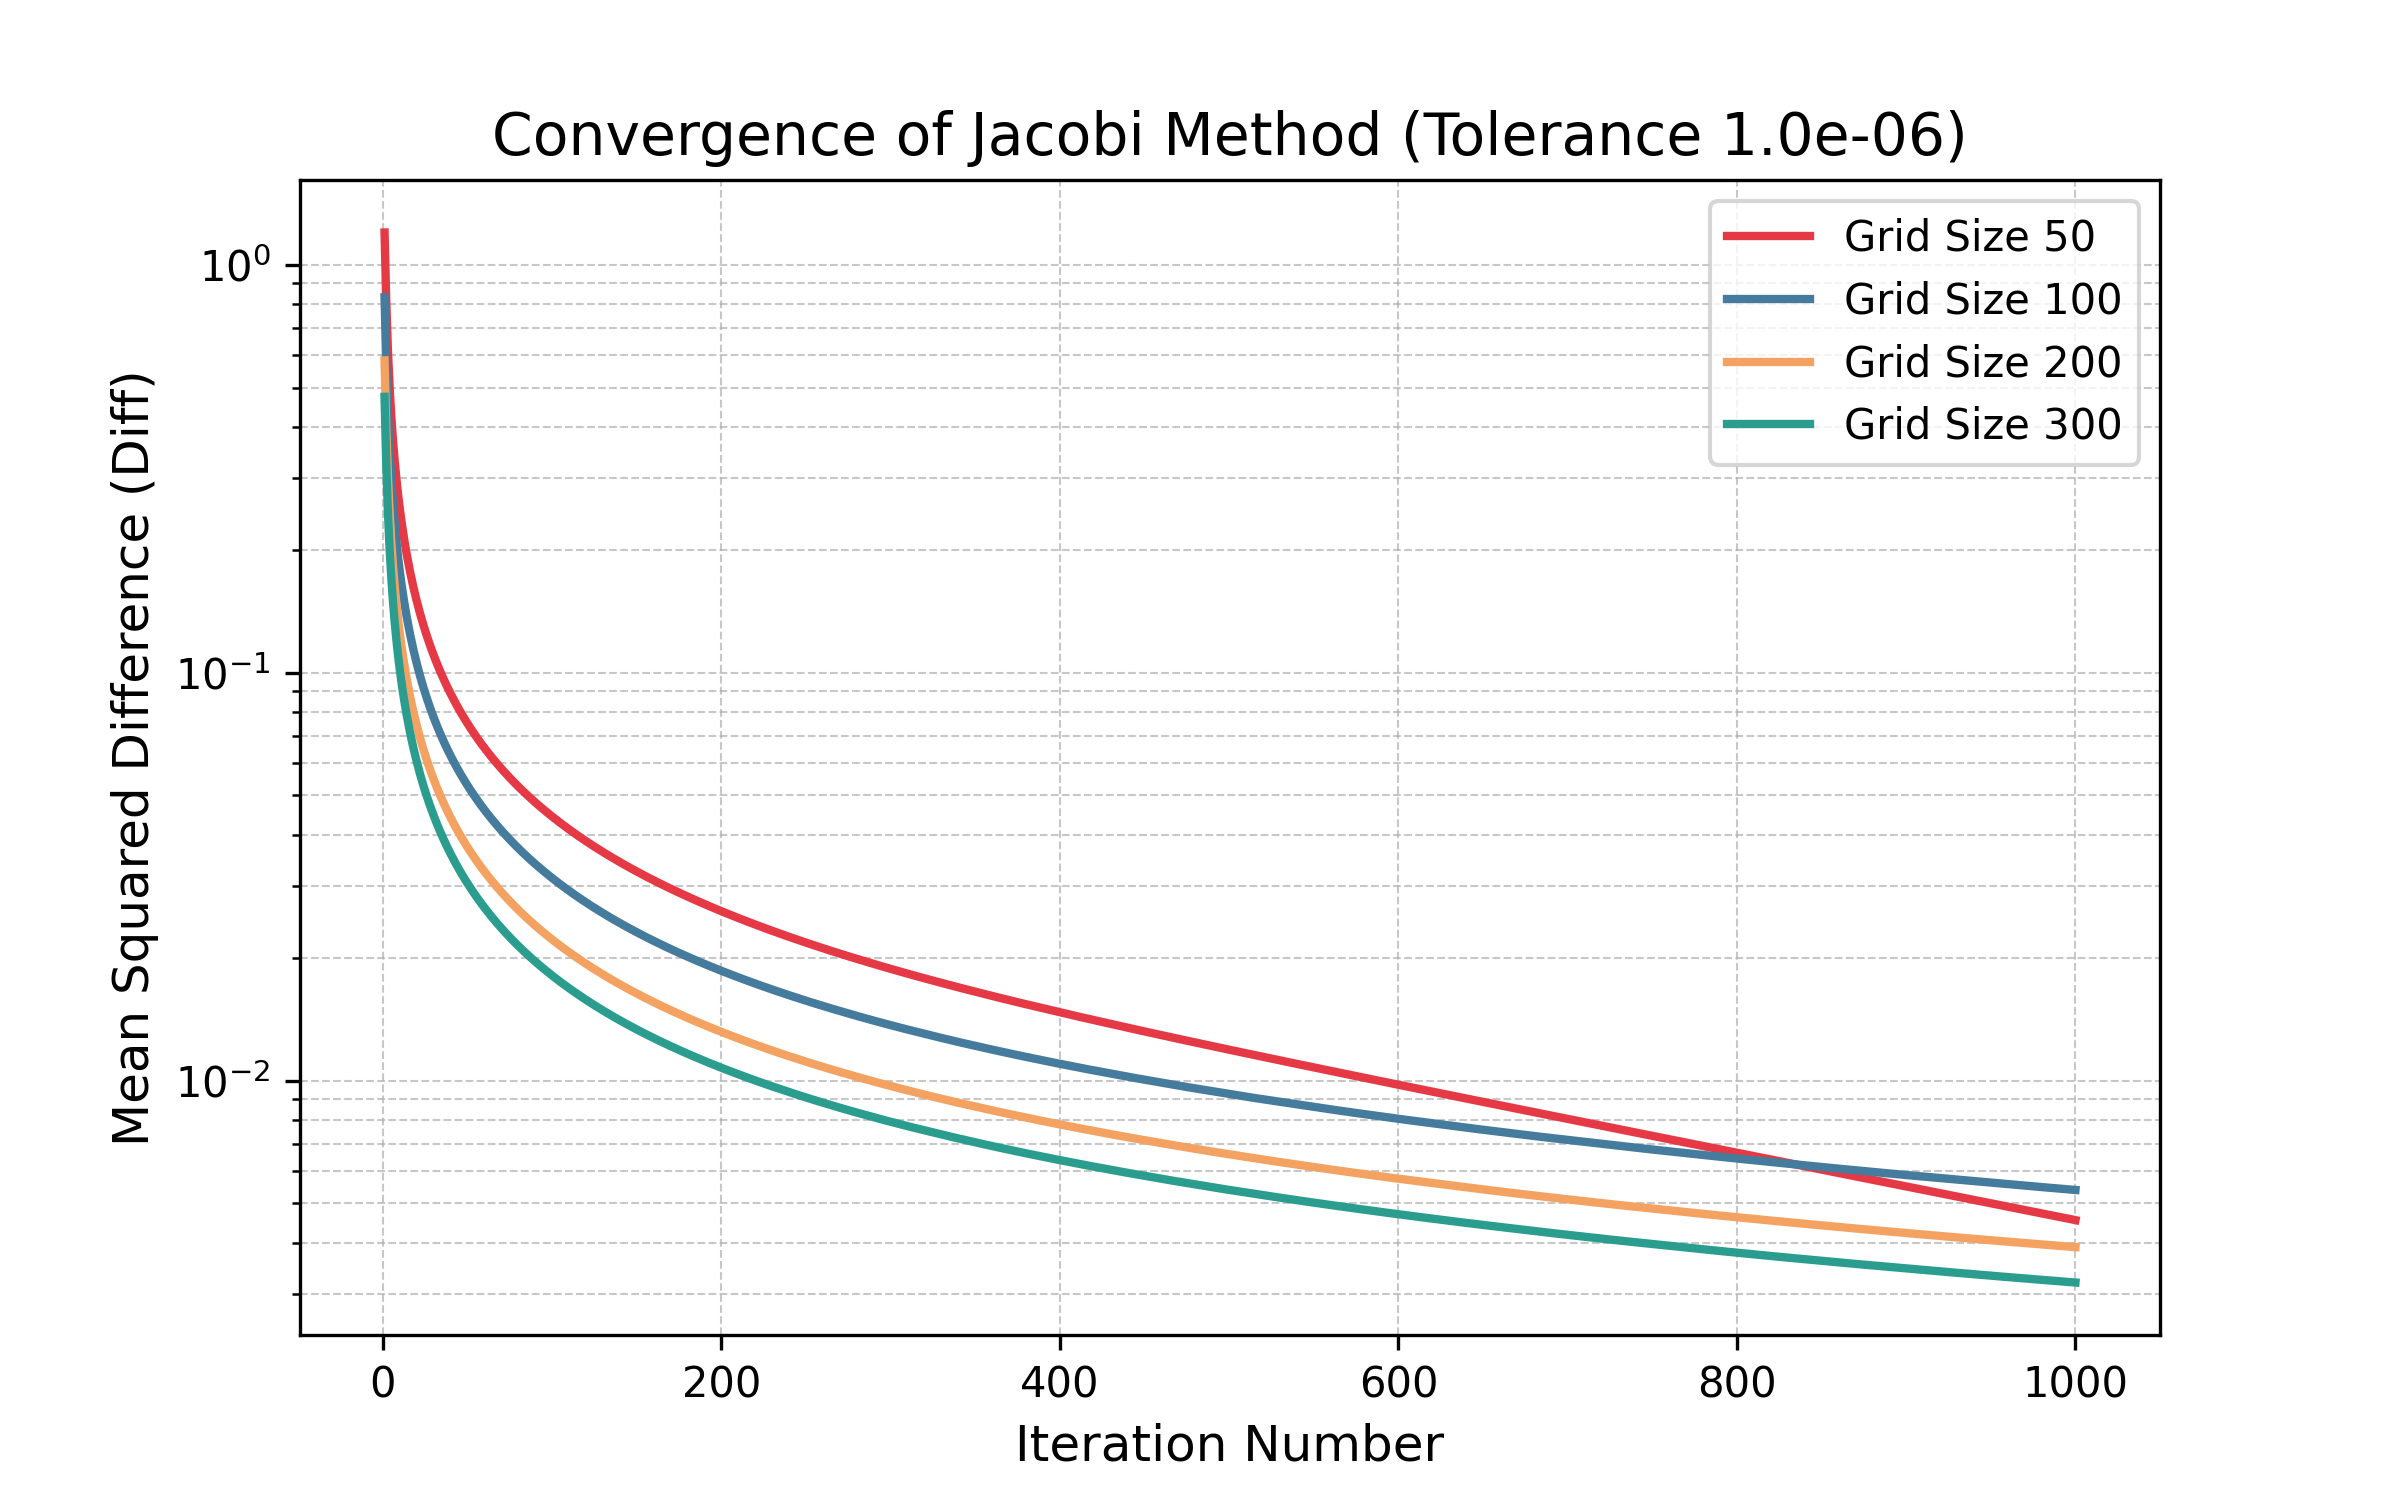 Convergence of Jacobi Method (Tolerance 1.0e-06)
Mean Squared Difference (Diff)
10⁰
10⁻¹
10⁻²
Grid Size 50
Grid Size 100
Grid Size 200
Grid Size 300
0 200 400 600 800 1000
Iteration Number